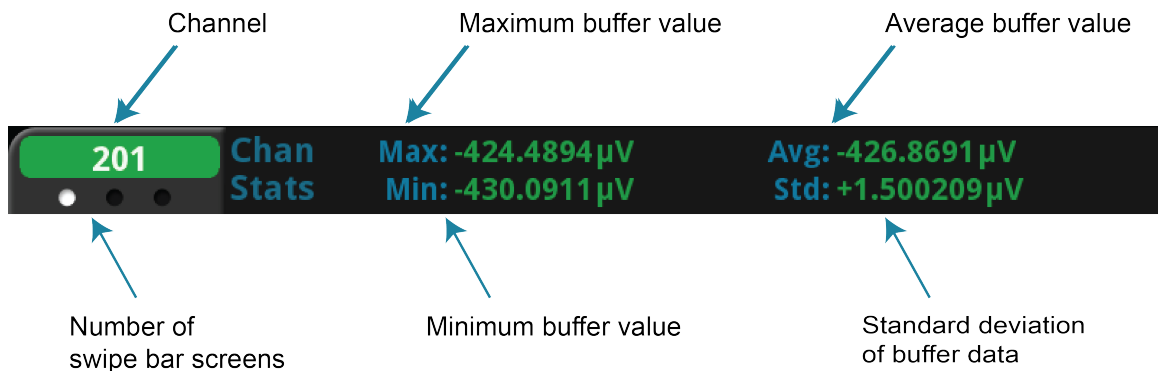 Channel
Maximum buffer value
Average buffer value
201
Chan
Stats
Max: -424.4894µV
Min: -430.0911µV
Avg: -426.8691µV
Std: +1.500209µV
Number of
swipe bar screens
Minimum buffer value
Standard deviation
of buffer data